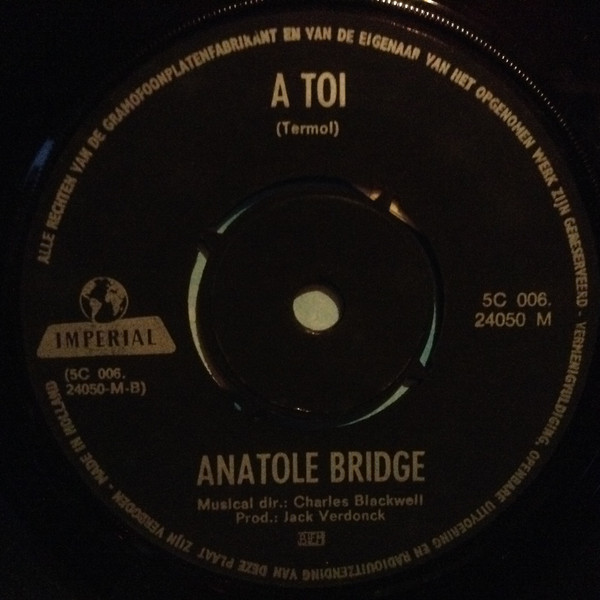 ALLE RECHTEN VAN DE GRAMOFOONPLATENFABRIKANT EN VAN DE EIGENAAR VAN HET OPGENOMEN WERK ZIJN GERESERVEERD - VERMENIGVULDIGING, OPENBARE UITVOERING EN RADIOUITZENDING VAN DEZE PLAAT ZIJN VERBODEN - MADE IN HOLLAND
A TOI
(Termol)
5C 006.
24050 M
IMPERIAL
(5C 006.
24050-M-B)
ANATOLE BRIDGE
Musical dir.: Charles Blackwell
Prod.: Jack Verdonck